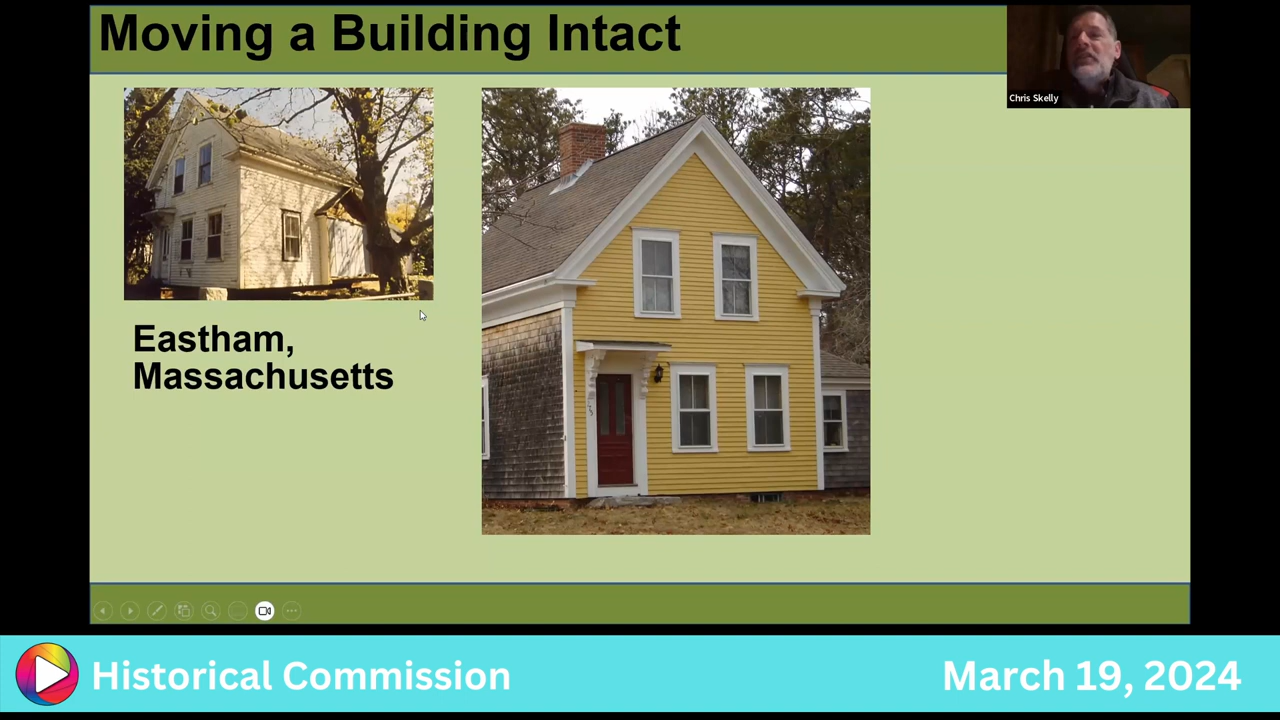 Moving a Building Intact
Chris Skelly
Eastham,
Massachusetts
Historical Commission
March 19, 2024